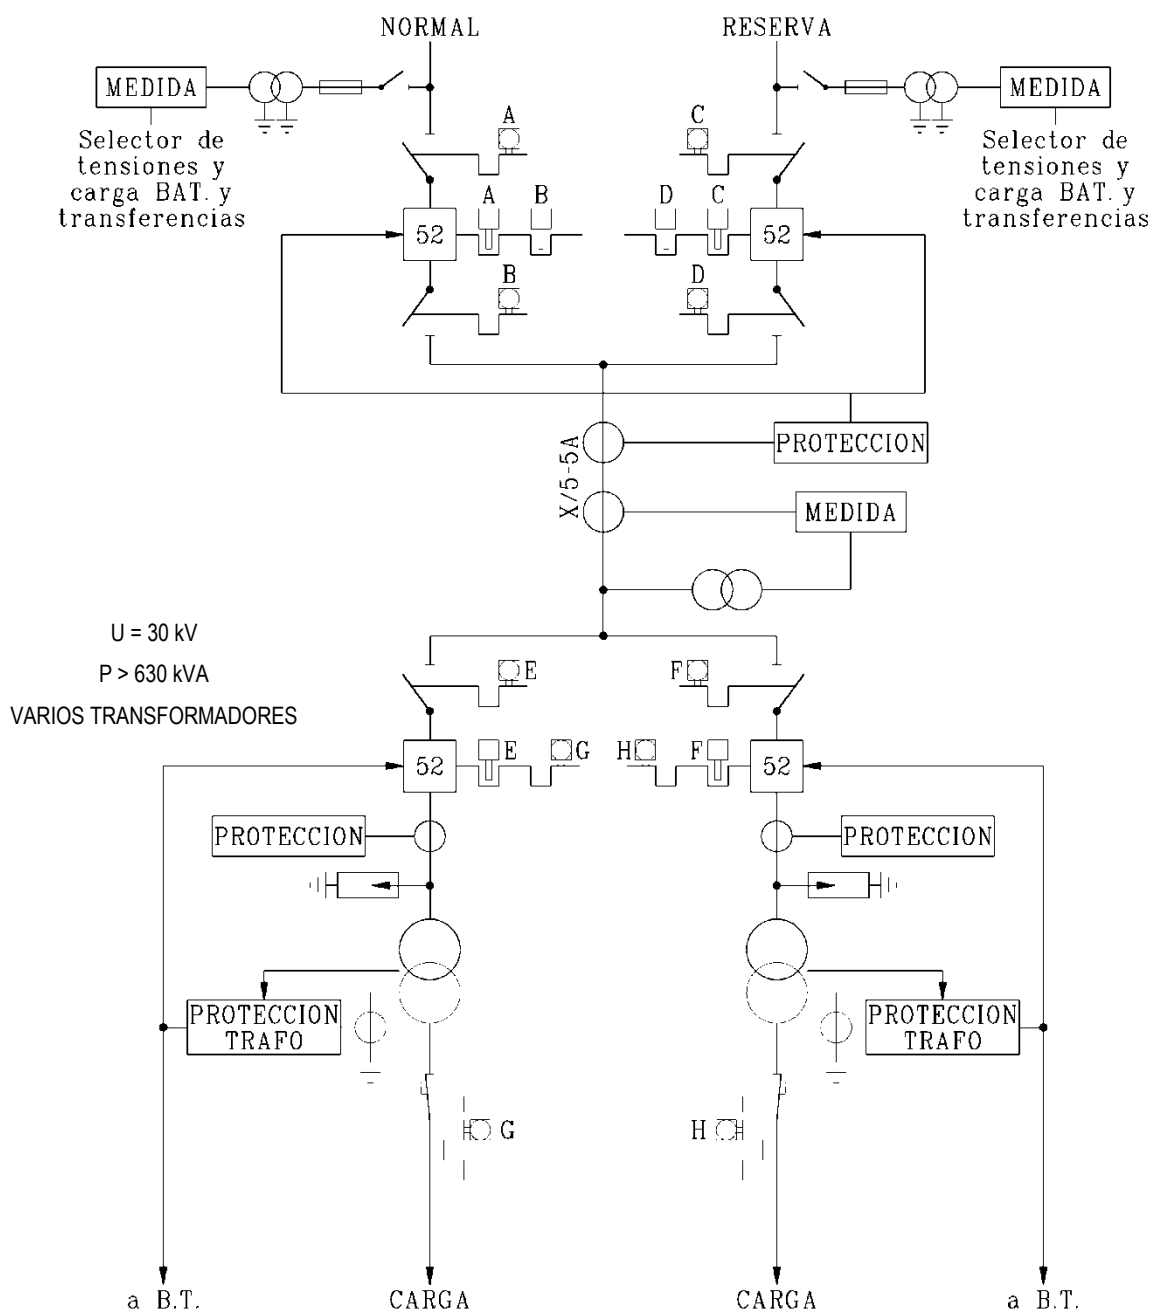 NORMAL
RESERVA
MEDIDA
MEDIDA
Selector de
tensiones y
carga BAT. y
transferencias
Selector de
tensiones y
carga BAT. y
transferencias
A
C
A
B
D
C
52
52
B
D
PROTECCION
X/5-5A
MEDIDA
U = 30 kV
P > 630 kVA
VARIOS TRANSFORMADORES
E
F
E
G
H
F
52
52
PROTECCION
PROTECCION
PROTECCION
TRAFO
PROTECCION
TRAFO
G
H
a B.T.
CARGA
CARGA
a B.T.